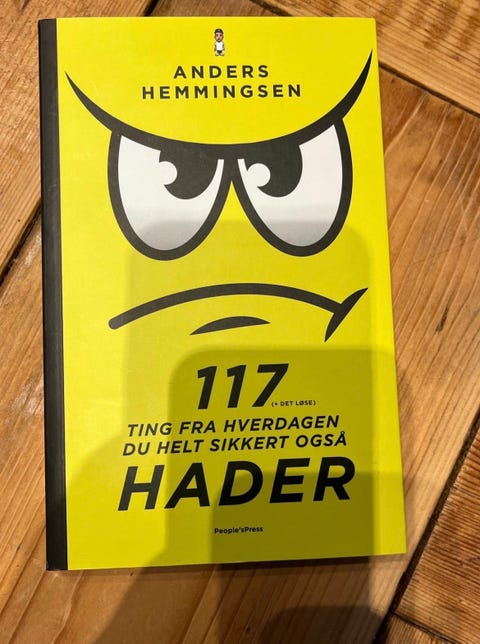 ANDERS
HEMMINGSEN
117 (+ DET LØSE)
TING FRA HVERDAGEN
DU HELT SIKKERT OGSÅ
HADER
People'sPress